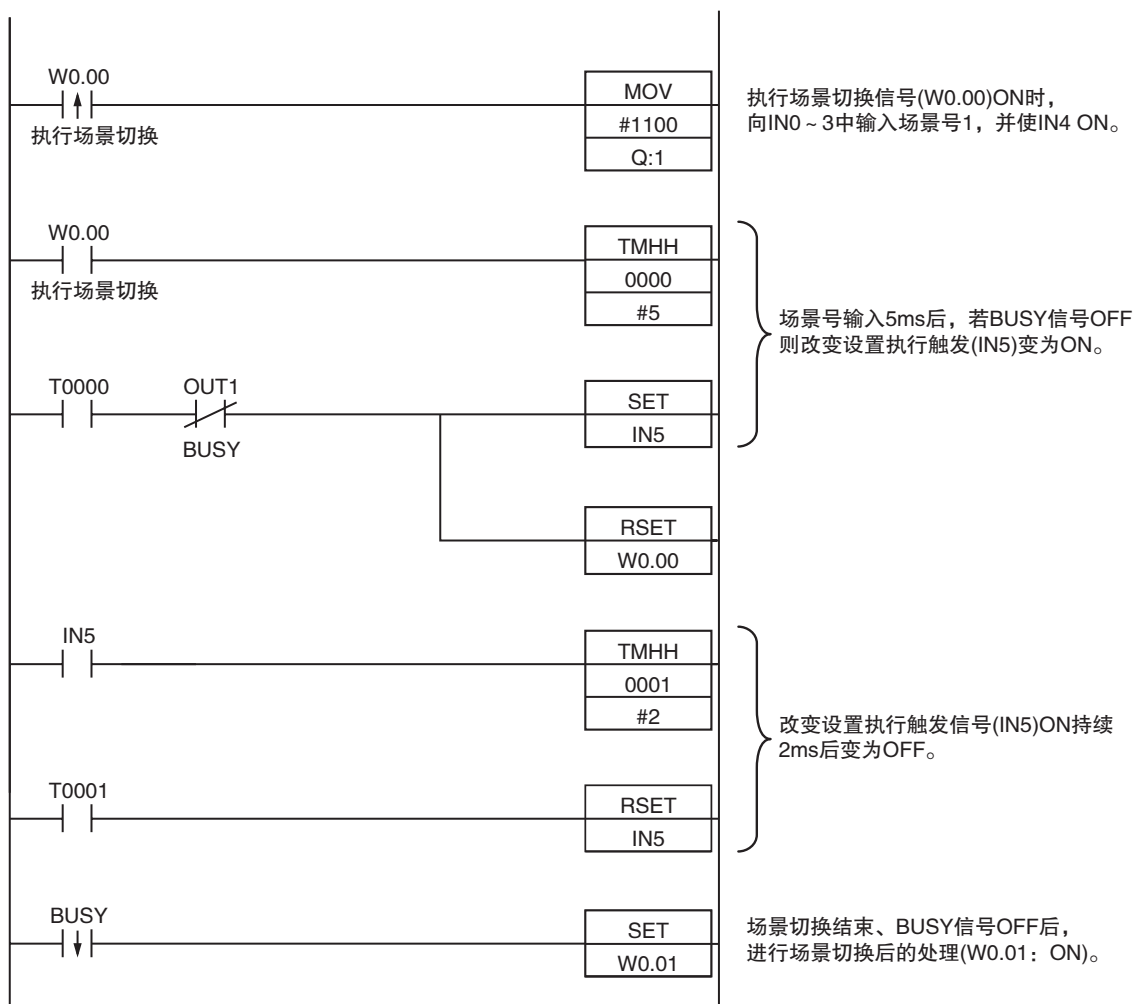 W0.00
执行场景切换
MOV
#1100
Q:1
执行场景切换信号(W0.00)ON时，
向IN0～3中输入场景号1，并使IN4 ON。
W0.00
执行场景切换
TMHH
0000
#5
场景号输入5ms后，若BUSY信号OFF
则改变设置执行触发(IN5)变为ON。
T0000
OUT1
BUSY
SET
IN5
RSET
W0.00
IN5
TMHH
0001
#2
改变设置执行触发信号(IN5)ON持续
2ms后变为OFF。
T0001
RSET
IN5
BUSY
SET
W0.01
场景切换结束、BUSY信号OFF后，
进行场景切换后的处理(W0.01：ON)。